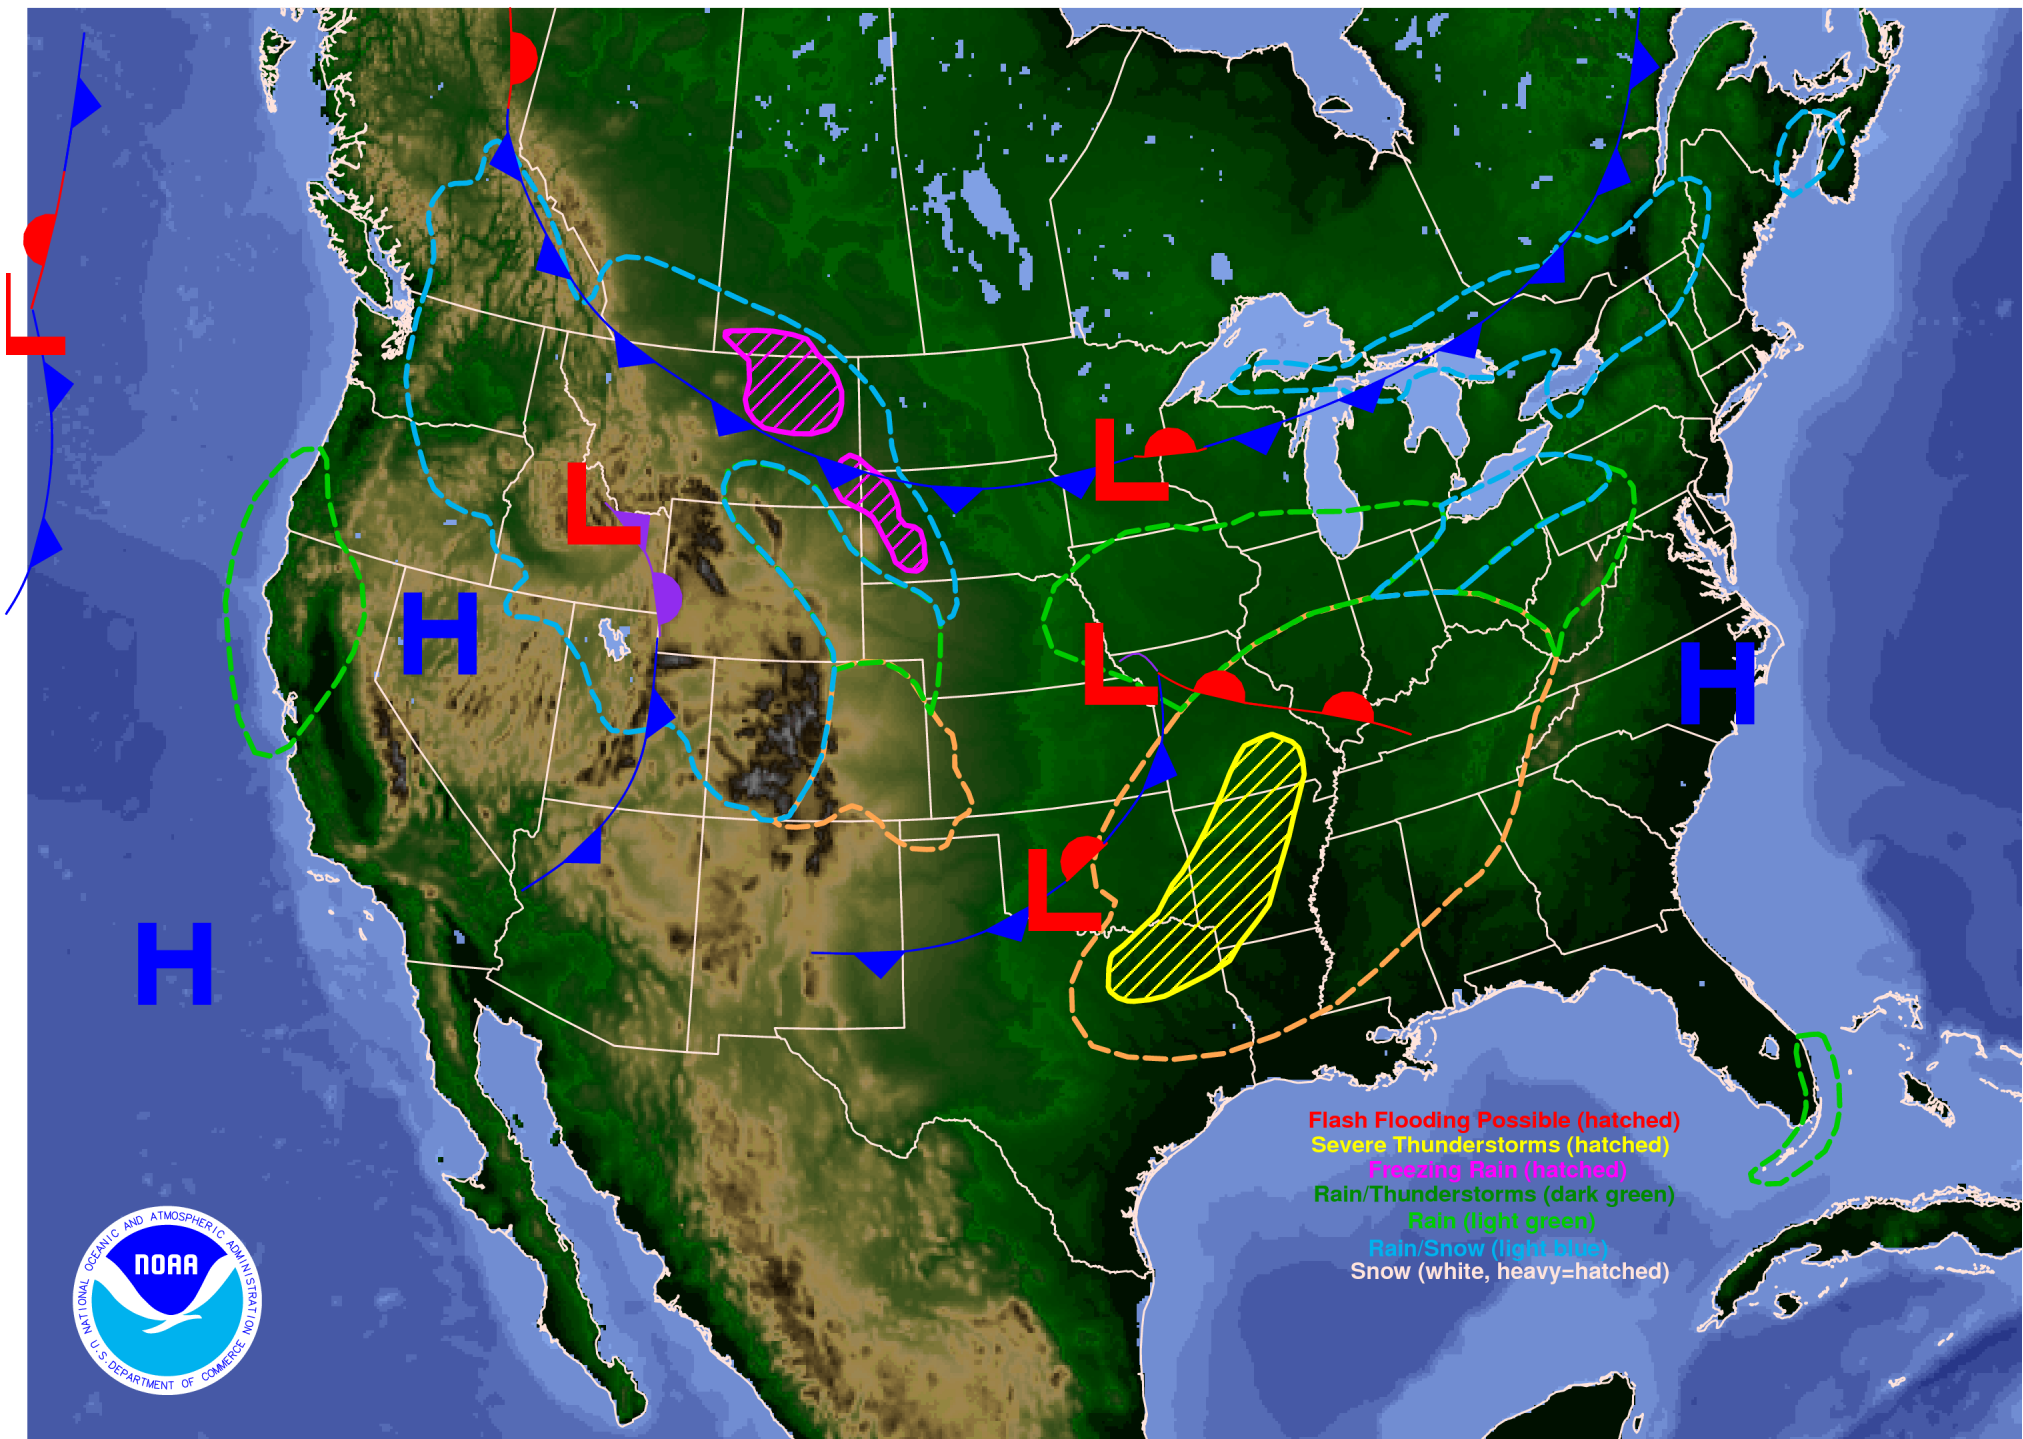 L
L
L
H
L
H
L
H
Flash Flooding Possible (hatched)
Severe Thunderstorms (hatched)
Freezing Rain (hatched)
Rain/Thunderstorms (dark green)
Rain (light green)
Rain/Snow (light blue)
Snow (white, heavy=hatched)
NATIONAL OCEANIC AND ATMOSPHERIC ADMINISTRATION
NOAA
U.S. DEPARTMENT OF COMMERCE